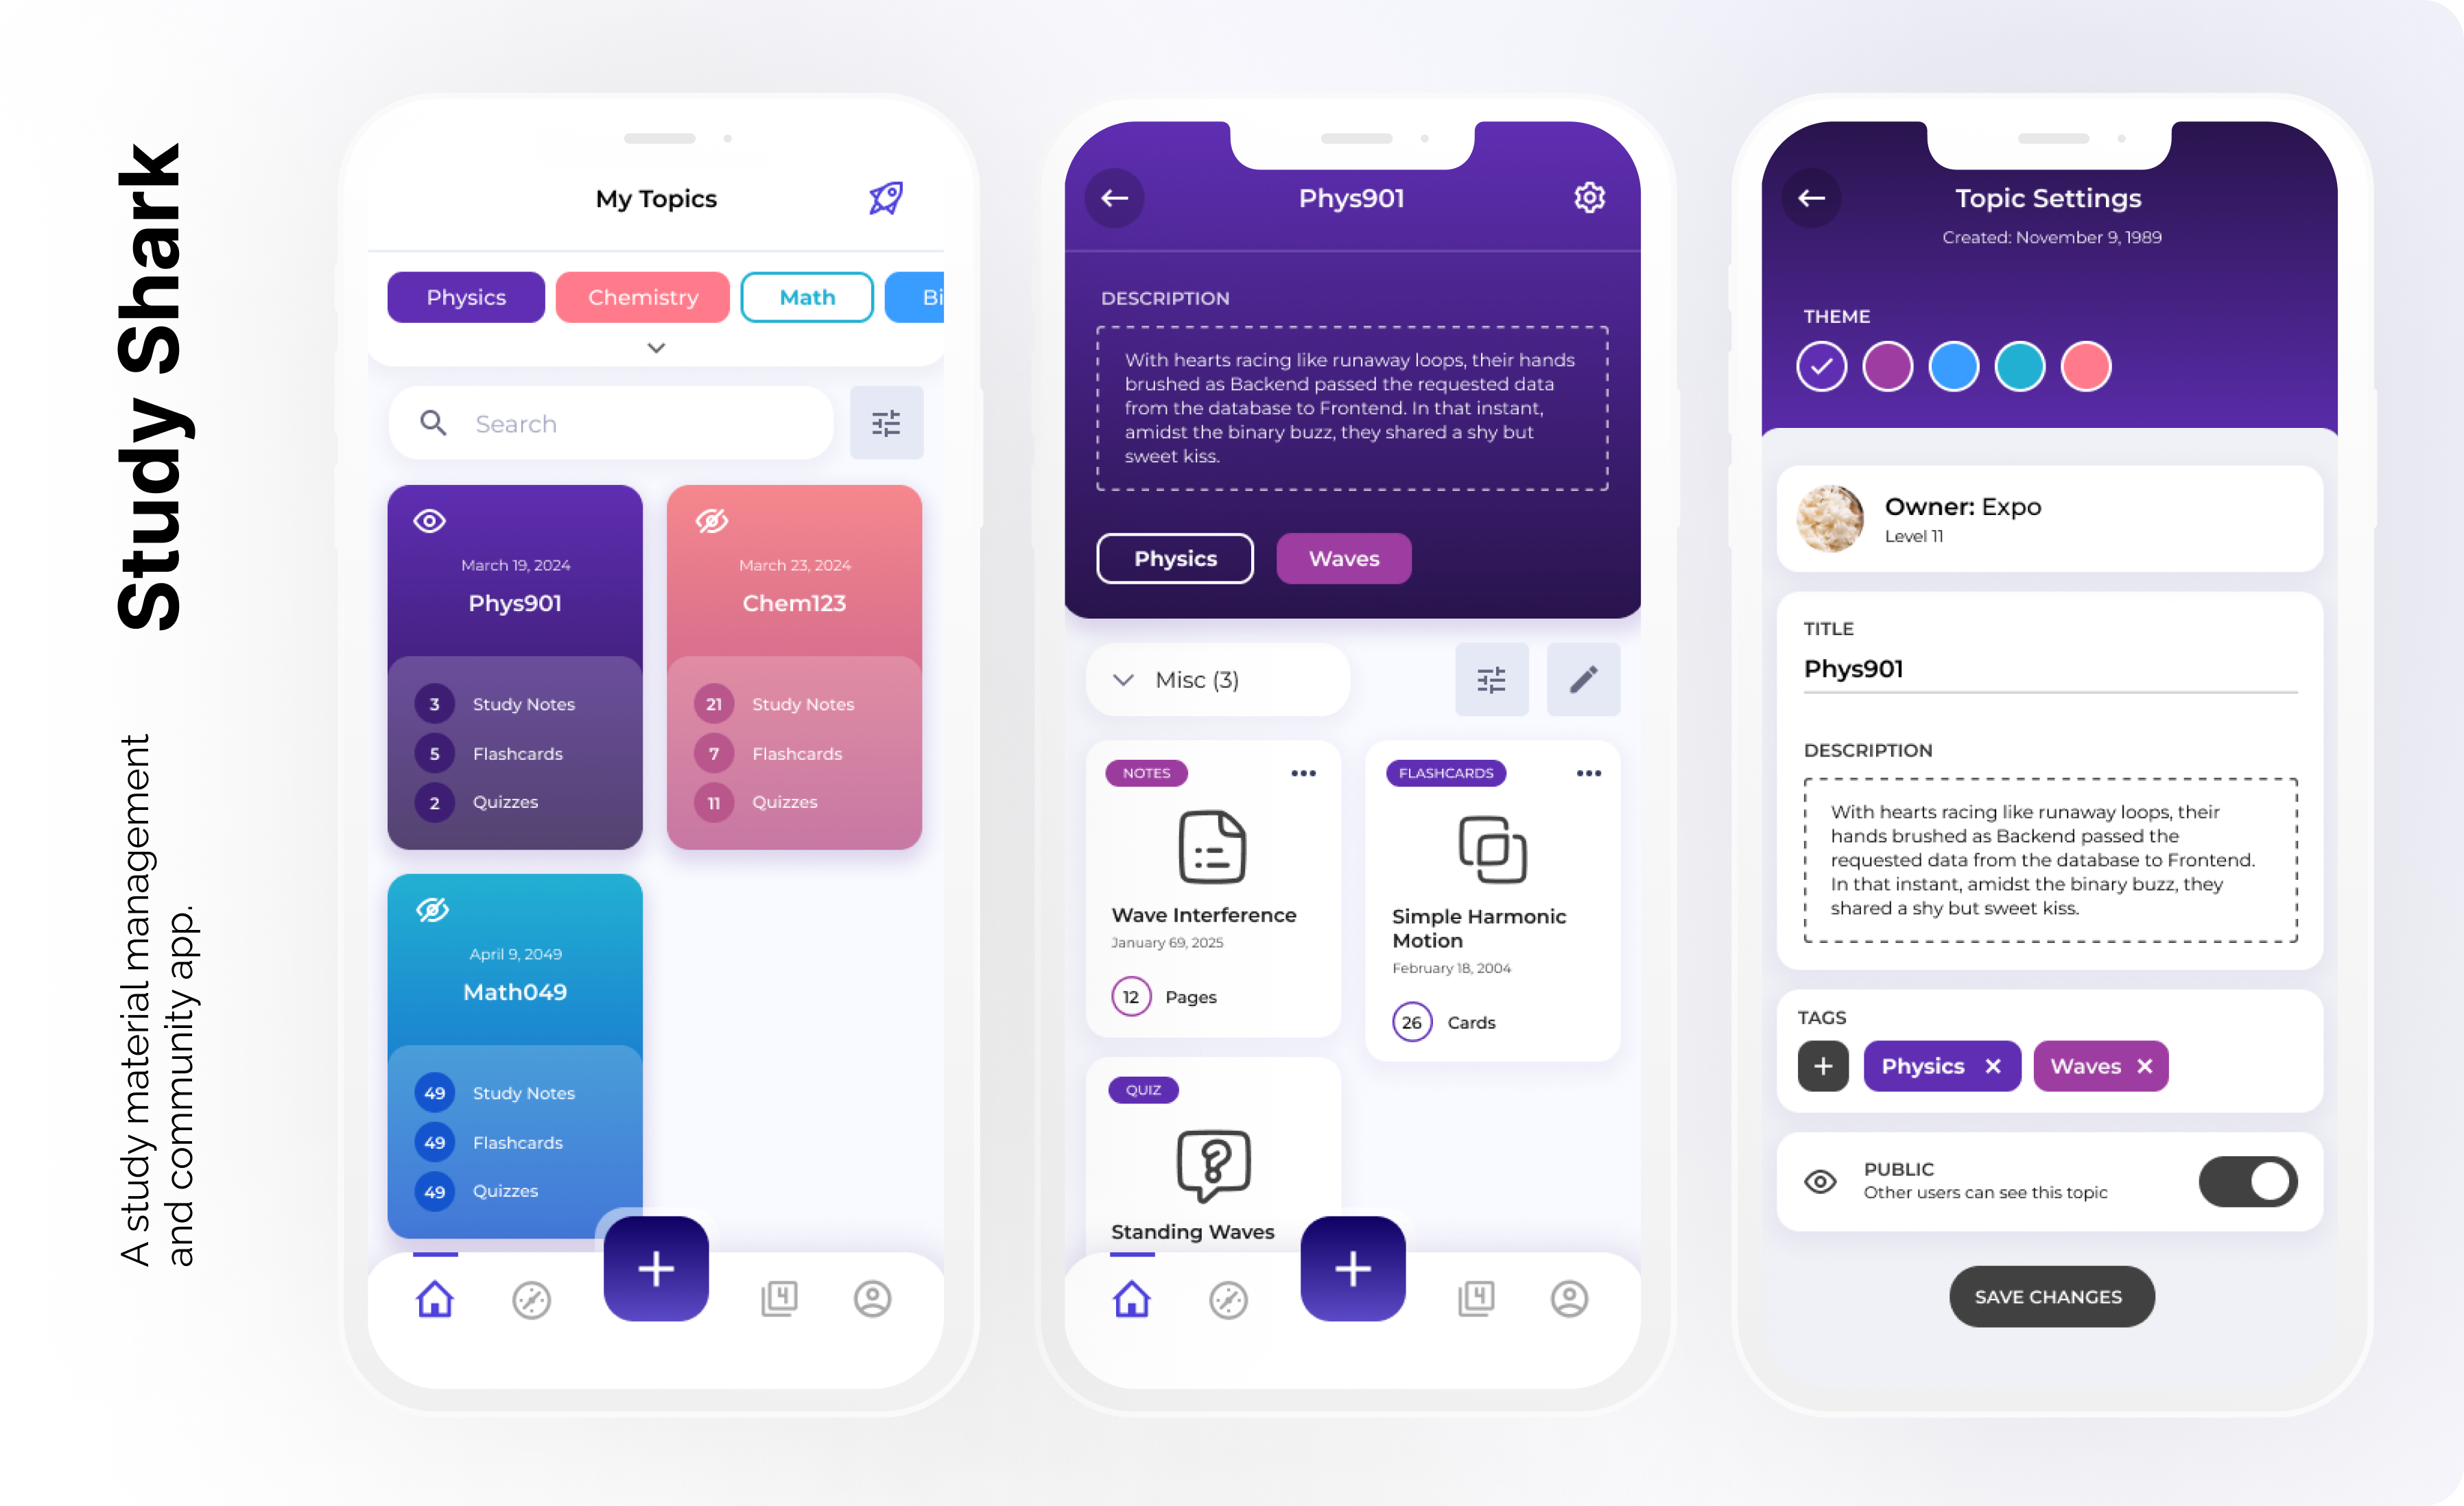 Study Shark
A study material management
and community app.
My Topics
Physics
Chemistry
Math
Bi
Search
March 19, 2024
Phys901
3
Study Notes
5
Flashcards
2
Quizzes
March 23, 2024
Chem123
21
Study Notes
7
Flashcards
11
Quizzes
April 9, 2049
Math049
49
Study Notes
49
Flashcards
49
Quizzes
4
Phys901
DESCRIPTION
With hearts racing like runaway loops, their hands
brushed as Backend passed the requested data
from the database to Frontend. In that instant,
amidst the binary buzz, they shared a shy but
sweet kiss.
Physics
Waves
Misc (3)
NOTES
Wave Interference
January 69, 2025
12
Pages
FLASHCARDS
Simple Harmonic
Motion
February 18, 2004
26
Cards
QUIZ
Standing Waves
4
Topic Settings
Created: November 9, 1989
THEME
Owner: Expo
Level 11
TITLE
Phys901
DESCRIPTION
With hearts racing like runaway loops, their
hands brushed as Backend passed the
requested data from the database to Frontend.
In that instant, amidst the binary buzz, they
shared a shy but sweet kiss.
TAGS
Physics
Waves
PUBLIC
Other users can see this topic
SAVE CHANGES